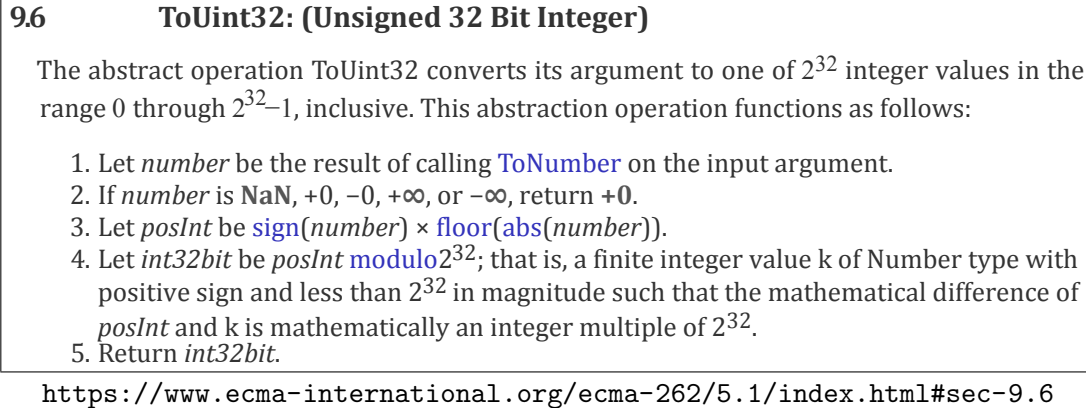 9.6 ToUint32: (Unsigned 32 Bit Integer)
The abstract operation ToUint32 converts its argument to one of 2³² integer values in the
range 0 through 2³²−1, inclusive. This abstraction operation functions as follows:
1. Let number be the result of calling ToNumber on the input argument.
2. If number is NaN, +0, −0, +∞, or −∞, return +0.
3. Let posInt be sign(number) × floor(abs(number)).
4. Let int32bit be posInt modulo2³²; that is, a finite integer value k of Number type with
positive sign and less than 2³² in magnitude such that the mathematical difference of
posInt and k is mathematically an integer multiple of 2³².
5. Return int32bit.
https://www.ecma-international.org/ecma-262/5.1/index.html#sec-9.6